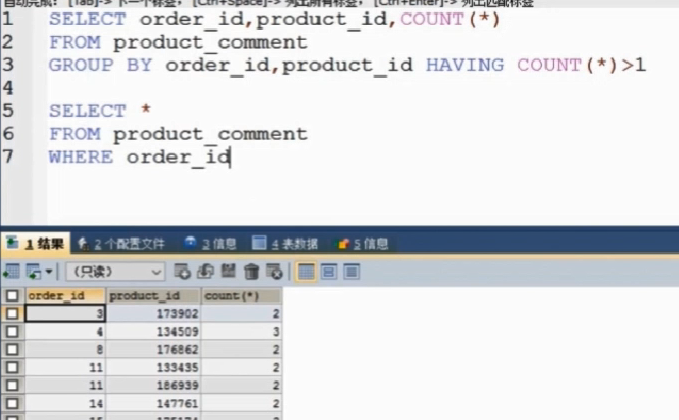 自动完成: [Tab]-> 下一个标签, [Ctrl+Space]-> 列出所有标签, [Ctrl+Enter]-> 列出匹配标签
1 SELECT order_id,product_id,COUNT(*)
2 FROM product_comment
3 GROUP BY order_id,product_id HAVING COUNT(*)>1
4
5 SELECT *
6 FROM product_comment
7 WHERE order_id
1 结果 2 个配置文件 3 信息 4 表数据 5 信息
(只读)
order_id product_id count(*)
3 173902 2
4 134509 3
8 176862 2
11 133435 2
11 186939 2
14 147761 2